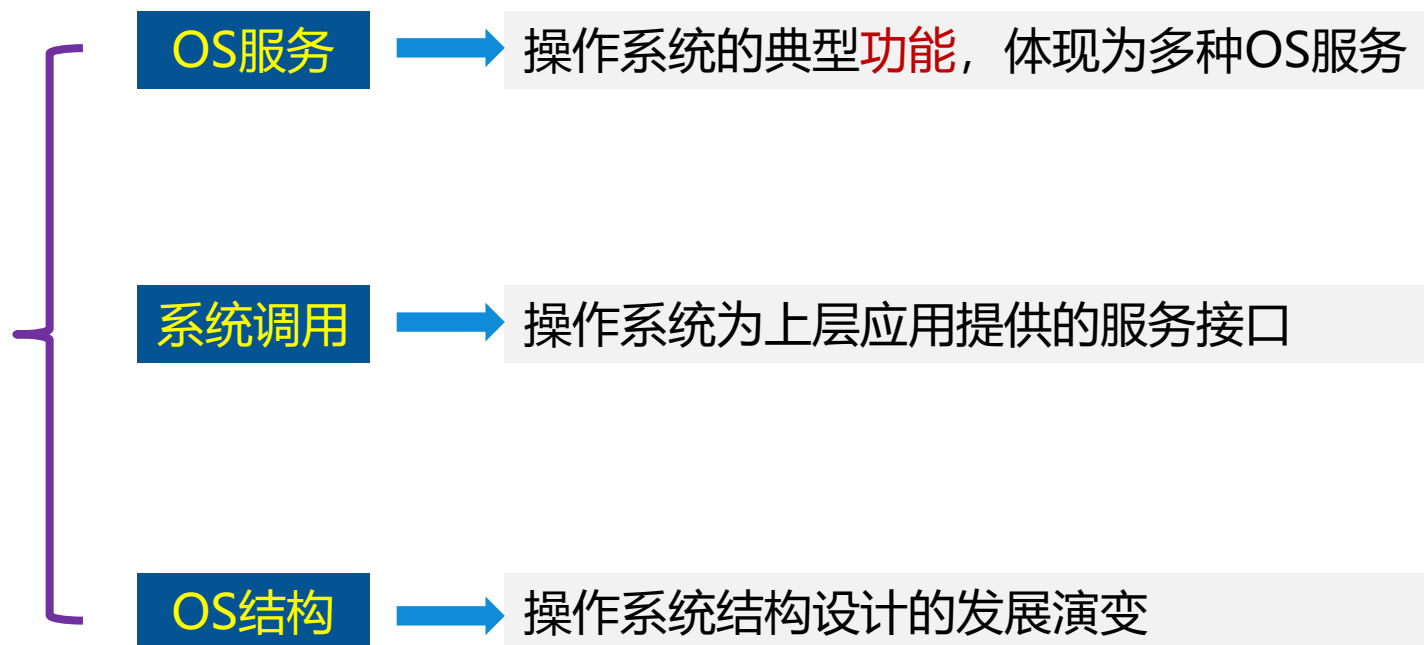 OS服务
操作系统的典型功能，体现为多种OS服务
系统调用
操作系统为上层应用提供的服务接口
OS结构
操作系统结构设计的发展演变